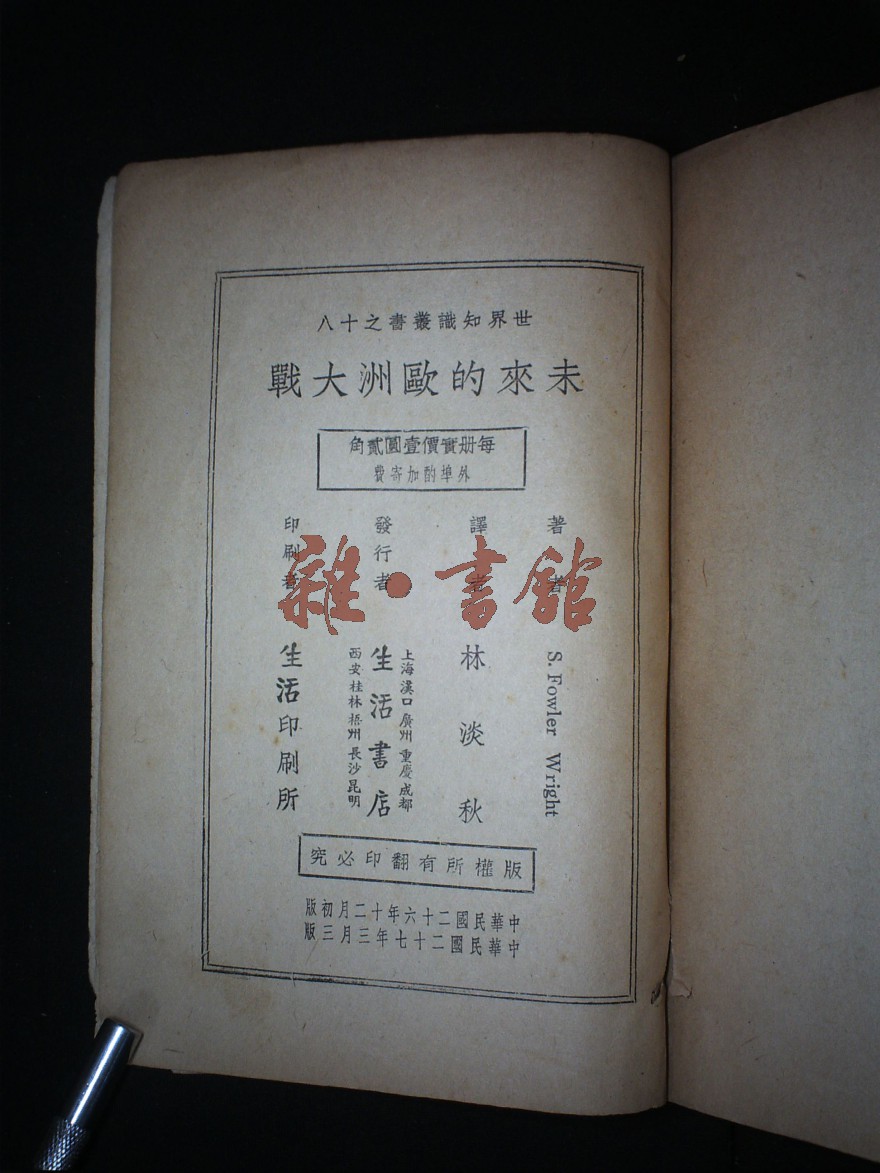 世界知識叢書之十八
未來的歐洲大戰
每册實價壹圓貳角
外埠酌加寄費
著者 S. Fowler Wright
譯者 林淡秋
發行者 生活書店
上海漢口廣州重慶成都
西安桂林梧州長沙昆明
印刷者 生活印刷所
版權所有翻印必究
中華民國二十六年十二月初版
中華民國二十七年三月三版
雜·書館